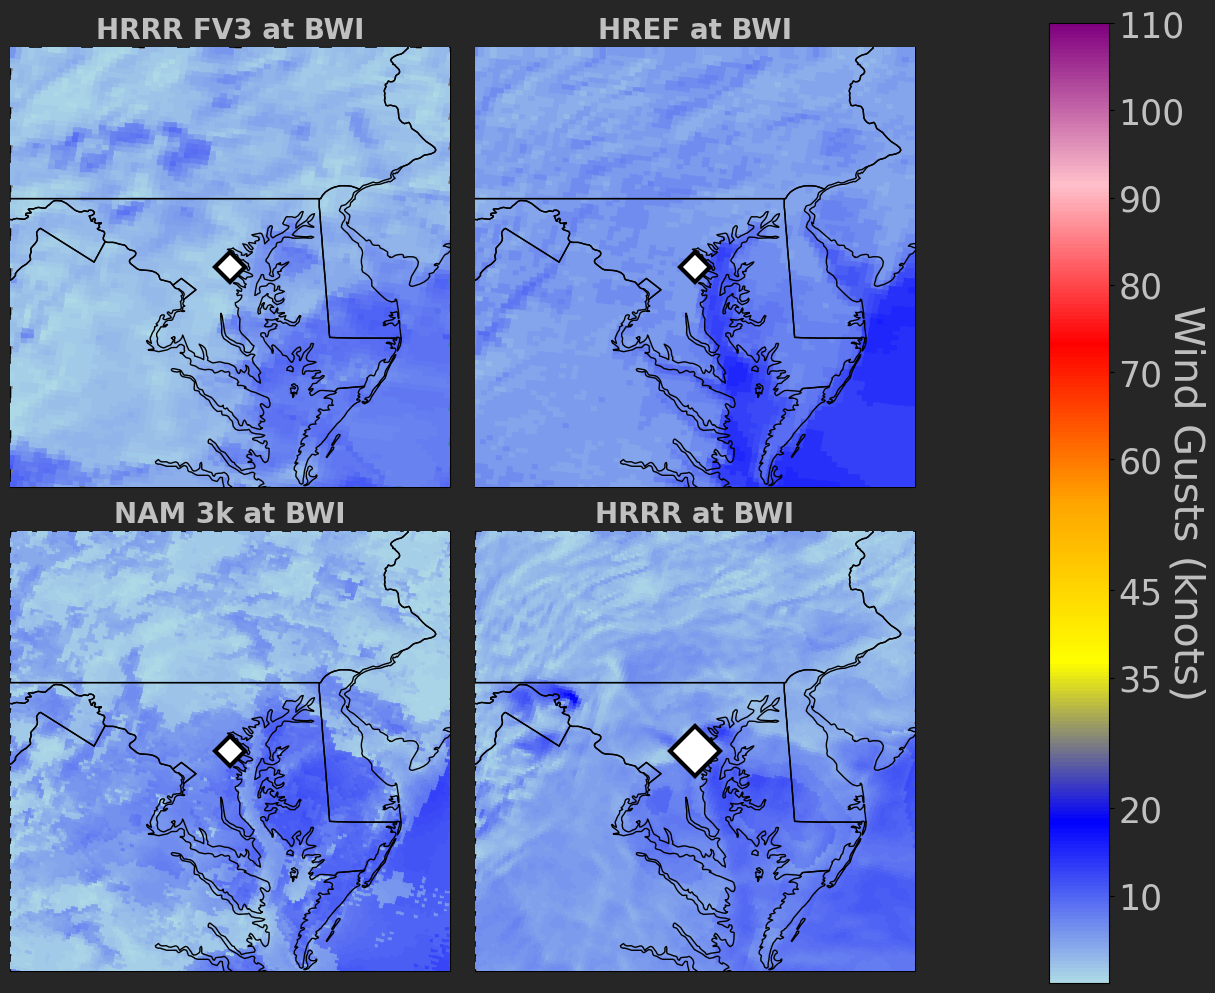 HRRR FV3 at BWI
HREF at BWI
NAM 3k at BWI
HRRR at BWI
110
100
90
80
70
60
45
35
20
10
Wind Gusts (knots)